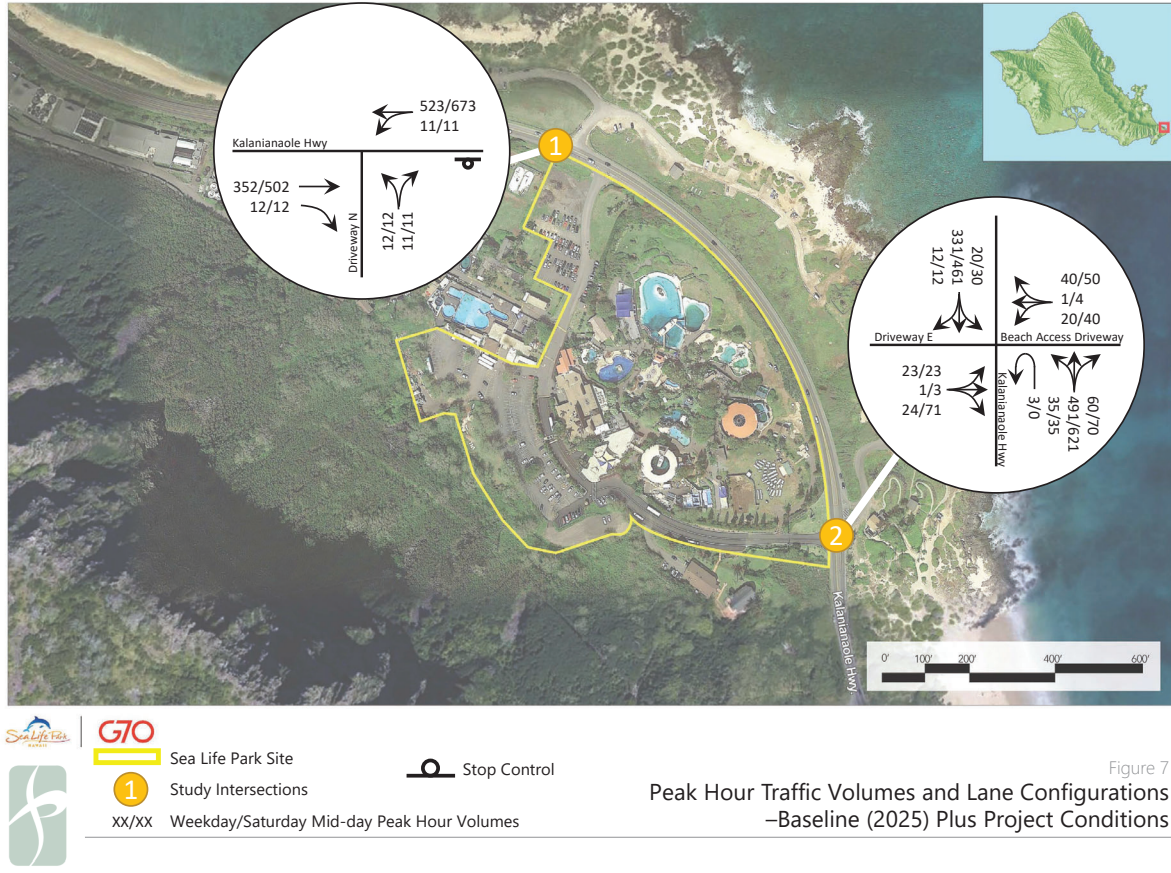 523/673
11/11
Kalanianaole Hwy
352/502
12/12
Driveway N
12/12
11/11
1
12/12
331/461
20/30
40/50
1/4
20/40
Driveway E
Beach Access Driveway
23/23
1/3
24/71
Kalanianaole Hwy
3/0
35/35
491/621
60/70
2
Kalanianaole Hwy.
0' 100' 200' 400' 600'
Sea Life Park
HAWAII
G70
Sea Life Park Site
1 Study Intersections
xx/xx Weekday/Saturday Mid-day Peak Hour Volumes
Stop Control
Figure 7
Peak Hour Traffic Volumes and Lane Configurations
–Baseline (2025) Plus Project Conditions